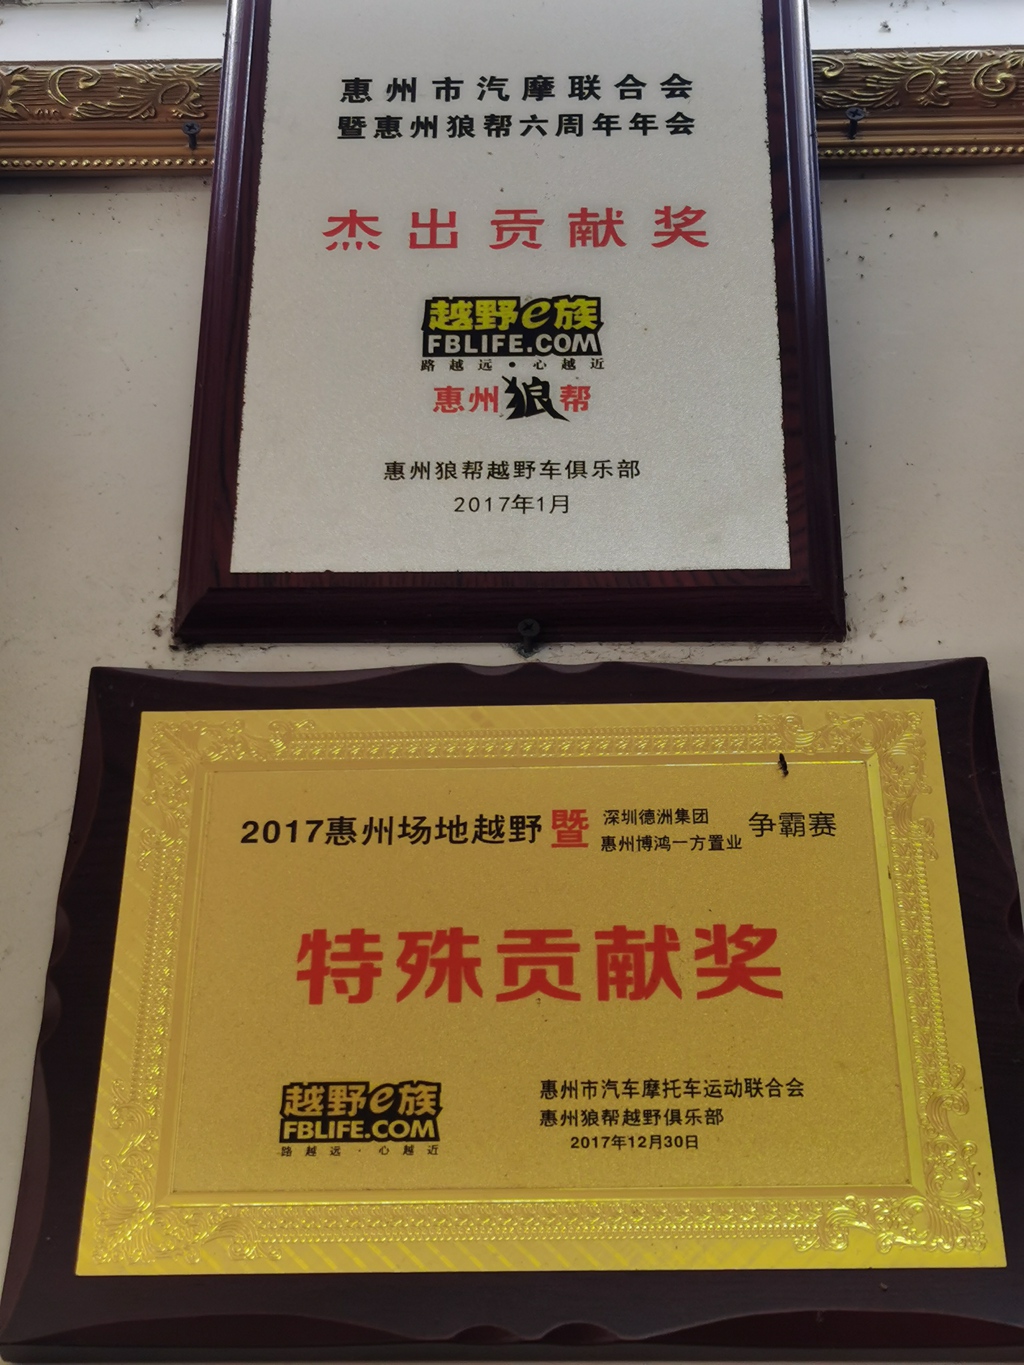 惠州市汽摩联合会
暨惠州狼帮六周年年会
杰出贡献奖
越野e族
FBLIFE.COM
路越远·心越近
惠州狼帮
惠州狼帮越野车俱乐部
2017年1月
2017惠州场地越野暨深圳德洲集团争霸赛
惠州博鸿一方置业
特殊贡献奖
越野e族
FBLIFE.COM
路越远·心越近
惠州市汽车摩托车运动联合会
惠州狼帮越野俱乐部
2017年12月30日